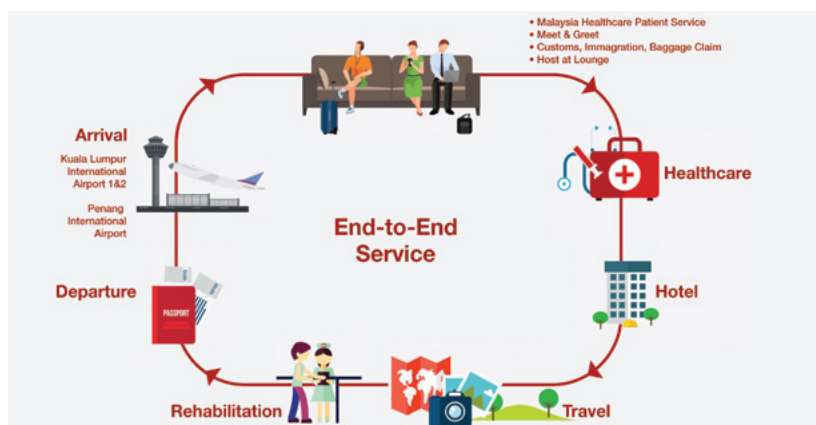 • Malaysia Healthcare Patient Service
• Meet & Greet
• Customs, Immagration, Baggage Claim
• Host at Lounge
Arrival
Kuala Lumpur
International
Airport 1&2
Penang
International
Airport
Healthcare
End-to-End
Service
Departure
PASSPORT
Hotel
Rehabilitation
Travel